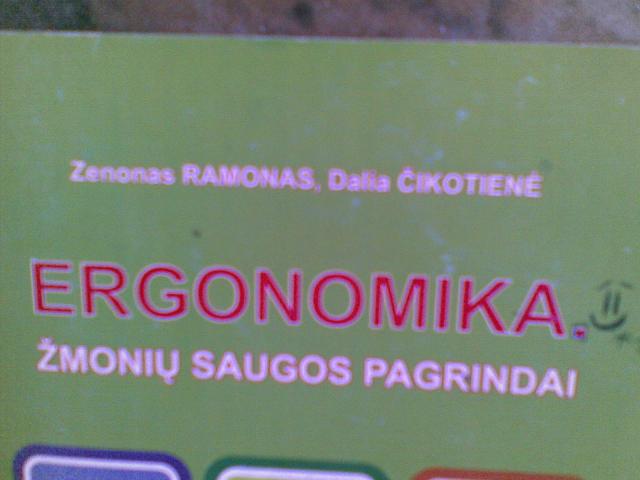 Zenonas RAMONAS, Dalia ČIKOTIENĖ
ERGONOMIKA.
ŽMONIŲ SAUGOS PAGRINDAI